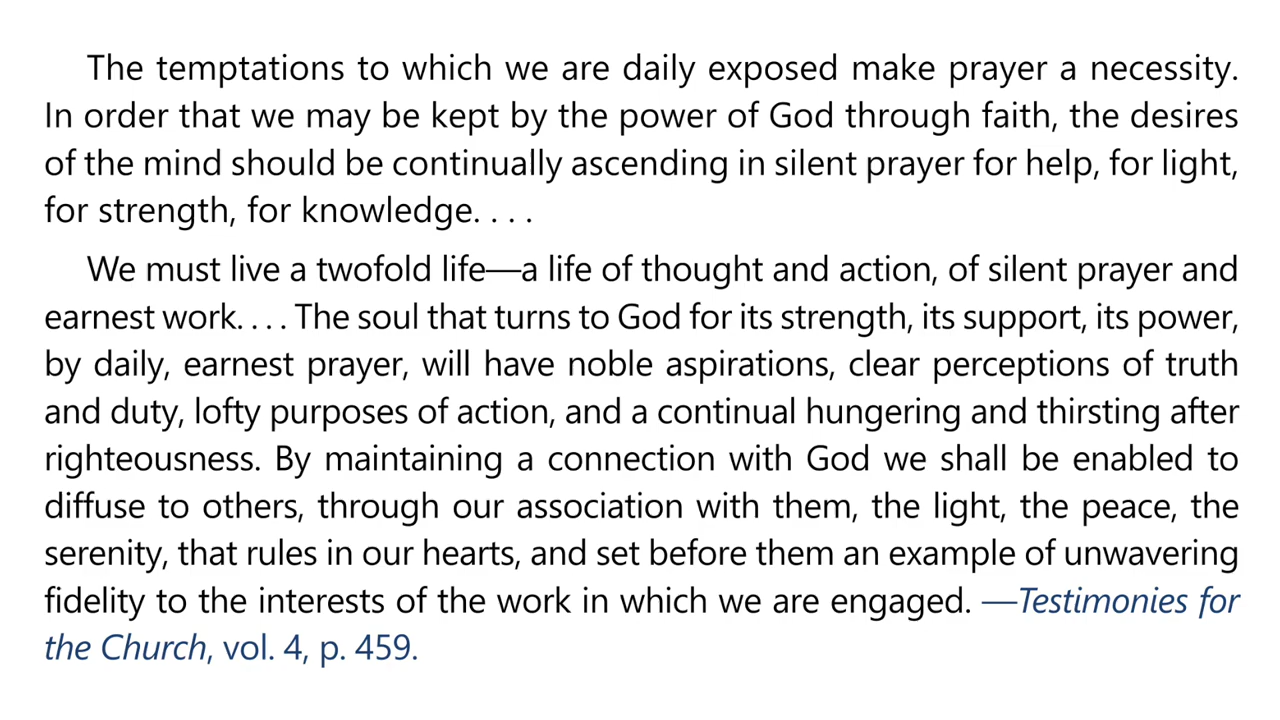 The temptations to which we are daily exposed make prayer a necessity.
In order that we may be kept by the power of God through faith, the desires
of the mind should be continually ascending in silent prayer for help, for light,
for strength, for knowledge. . . .
We must live a twofold life—a life of thought and action, of silent prayer and
earnest work. . . . The soul that turns to God for its strength, its support, its power,
by daily, earnest prayer, will have noble aspirations, clear perceptions of truth
and duty, lofty purposes of action, and a continual hungering and thirsting after
righteousness. By maintaining a connection with God we shall be enabled to
diffuse to others, through our association with them, the light, the peace, the
serenity, that rules in our hearts, and set before them an example of unwavering
fidelity to the interests of the work in which we are engaged. —Testimonies for
the Church, vol. 4, p. 459.